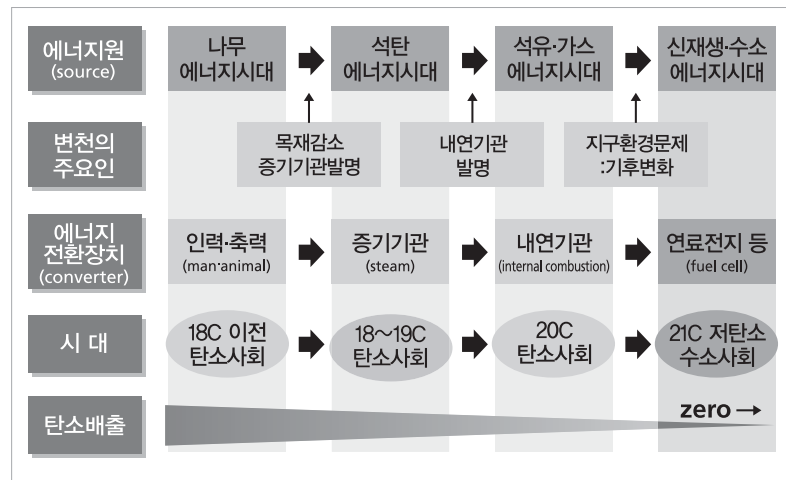 에너지원
(source)
나무
에너지시대
석탄
에너지시대
석유·가스
에너지시대
신재생·수소
에너지시대
변천의
주요인
목재감소
증기기관발명
내연기관
발명
지구환경문제
:기후변화
에너지
전환장치
(converter)
인력·축력
(man·animal)
증기기관
(steam)
내연기관
(internal combustion)
연료전지 등
(fuel cell)
시 대
18C 이전
탄소사회
18~19C
탄소사회
20C
탄소사회
21C 저탄소
수소사회
탄소배출
zero →